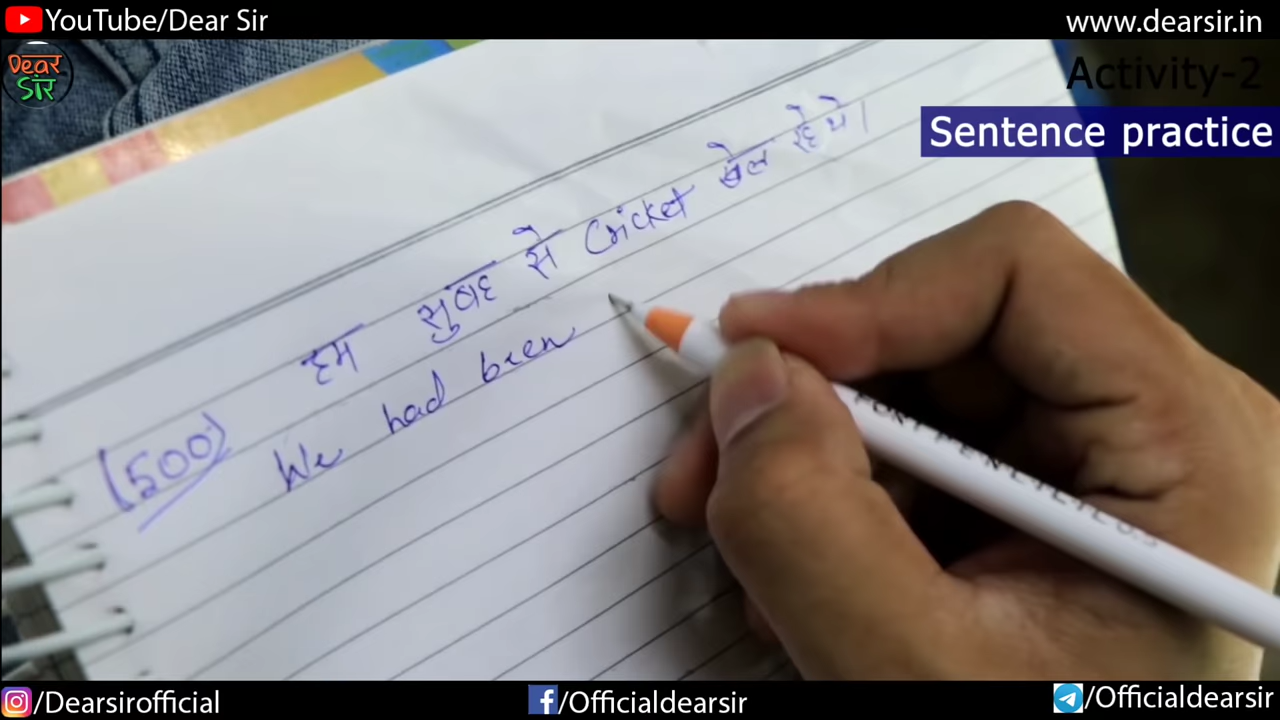 YouTube/Dear Sir
www.dearsir.in
Dear
Sir
Activity-2
Sentence practice
हम सुबह से Cricket खेल रहे थे।
(500)
We had been
/Dearsirofficial
/Officialdearsir
/Officialdearsir